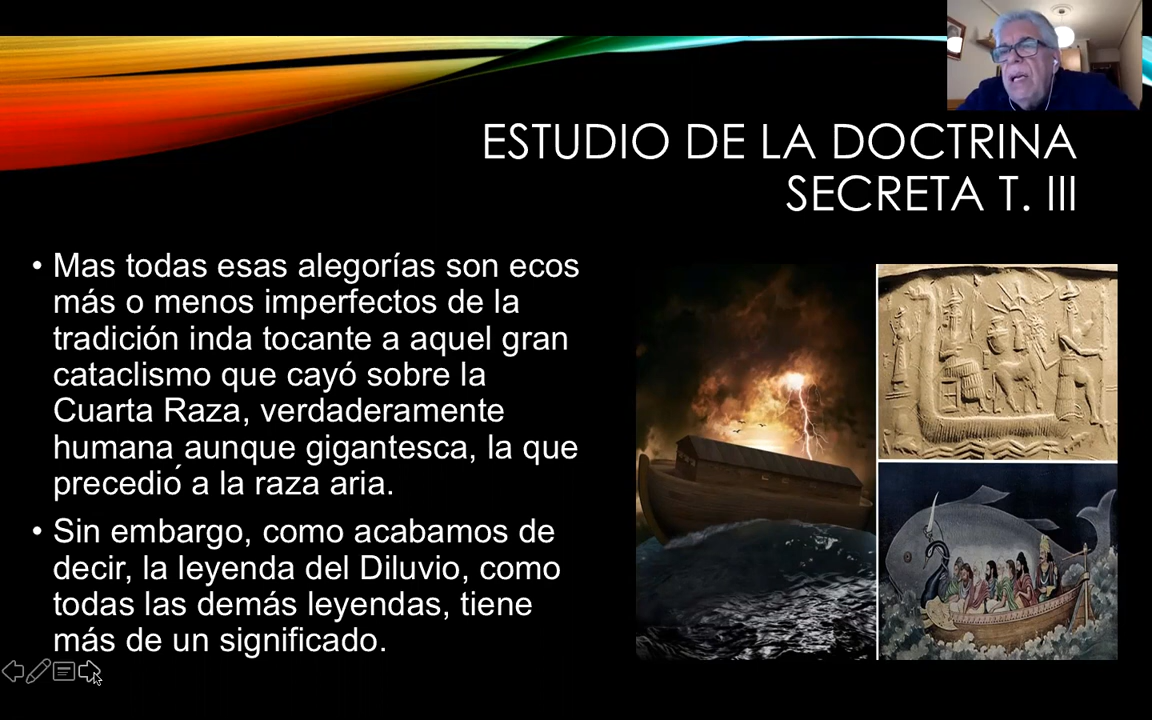 ESTUDIO DE LA DOCTRINA
SECRETA T. III
• Mas todas esas alegorías son ecos
más o menos imperfectos de la
tradición inda tocante a aquel gran
cataclismo que cayó sobre la
Cuarta Raza, verdaderamente
humana aunque gigantesca, la que
precedió a la raza aria.
• Sin embargo, como acabamos de
decir, la leyenda del Diluvio, como
todas las demás leyendas, tiene
más de un significado.